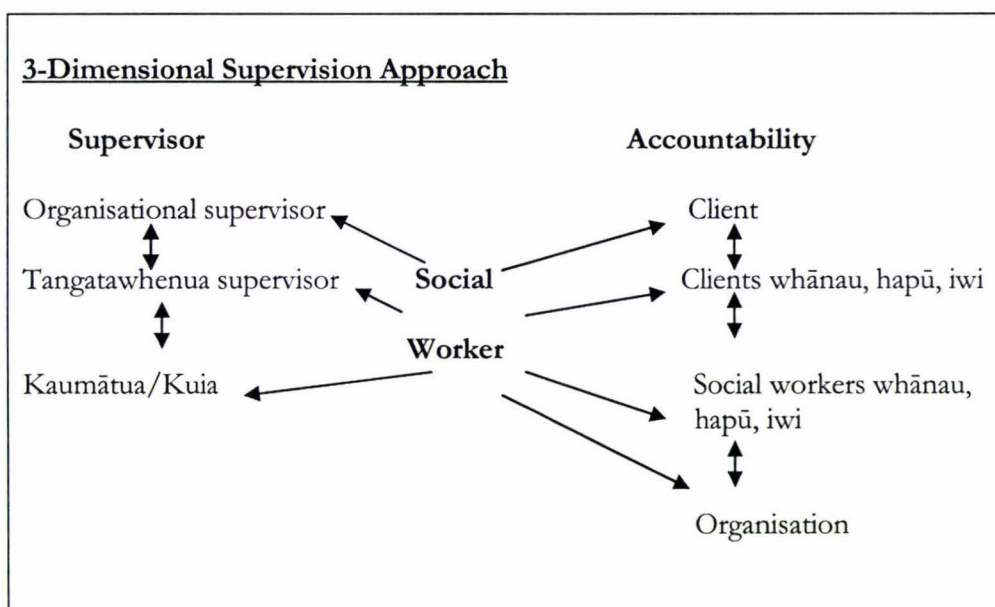 3-Dimensional Supervision Approach
Supervisor
Accountability
Organisational supervisor
Client
Social
Tangatawhenua supervisor
Clients whānau, hapū, iwi
Worker
Kaumātua/Kuia
Social workers whānau,
hapū, iwi
Organisation